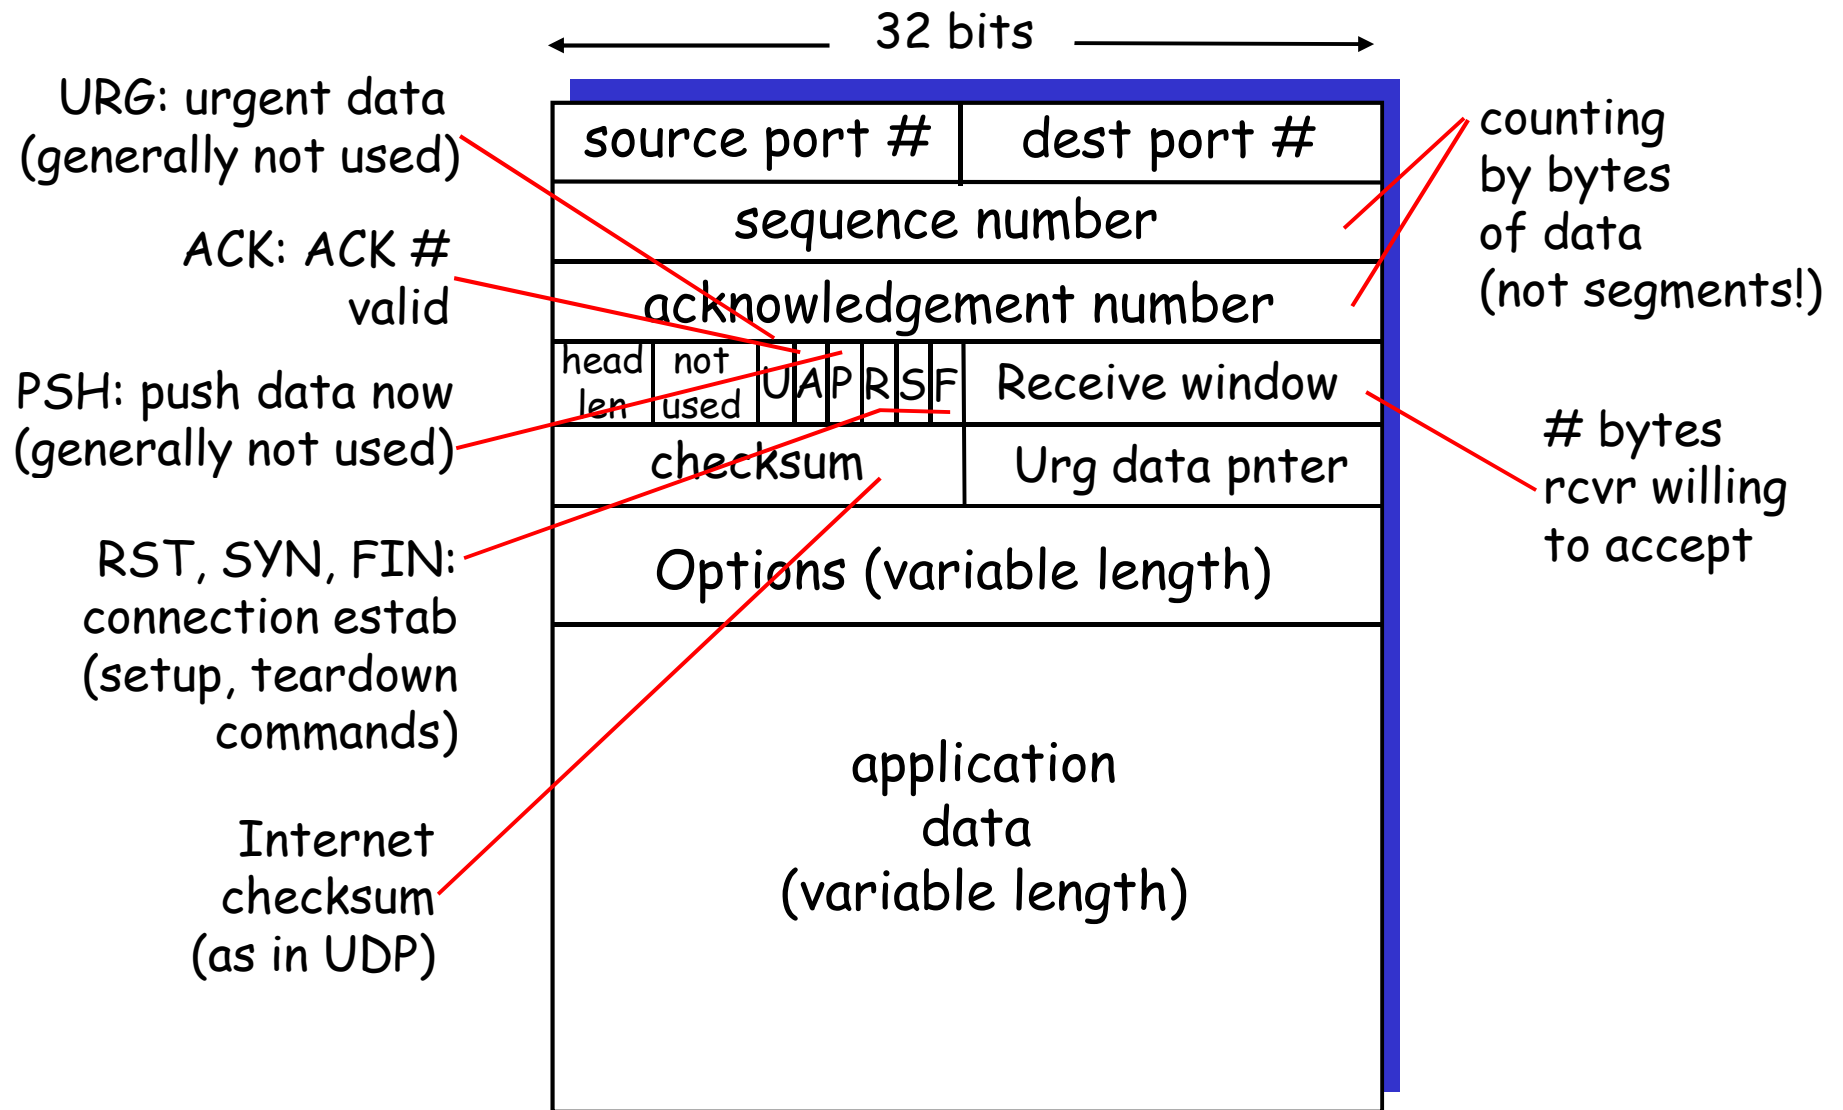 32 bits
URG: urgent data
(generally not used)
ACK: ACK #
valid
PSH: push data now
(generally not used)
RST, SYN, FIN:
connection estab
(setup, teardown
commands)
Internet
checksum
(as in UDP)
source port # dest port #
sequence number
acknowledgement number
head
len
not
used
U A P R S F
Receive window
checksum
Urg data pnter
Options (variable length)
application
data
(variable length)
counting
by bytes
of data
(not segments!)
# bytes
rcvr willing
to accept